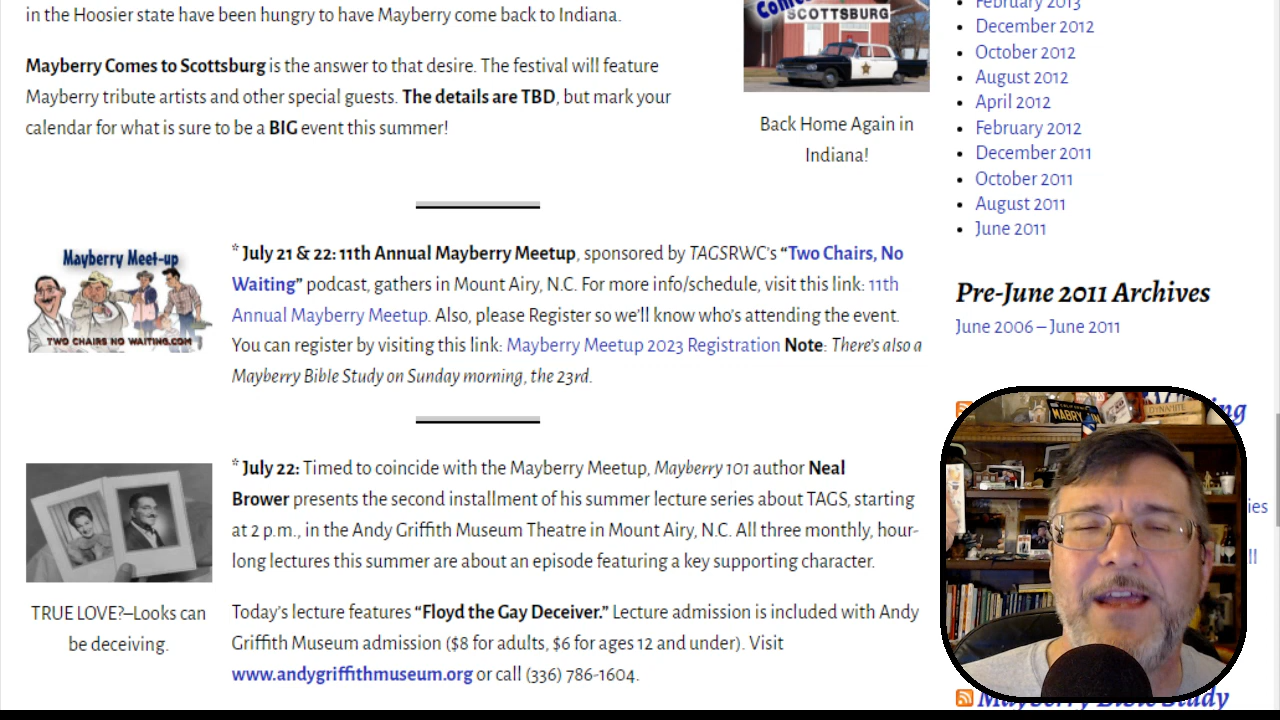 in the Hoosier state have been hungry to have Mayberry come back to Indiana.
Mayberry Comes to Scottsburg is the answer to that desire. The festival will feature
Mayberry tribute artists and other special guests. The details are TBD, but mark your
calendar for what is sure to be a BIG event this summer!
Comes
SCOTTSBURG
Back Home Again in
Indiana!
Mayberry Meet-up
TWO CHAIRS NO WAITING.COM
* July 21 & 22: 11th Annual Mayberry Meetup, sponsored by TAGSRWC's “Two Chairs, No
Waiting” podcast, gathers in Mount Airy, N.C. For more info/schedule, visit this link: 11th
Annual Mayberry Meetup. Also, please Register so we'll know who's attending the event.
You can register by visiting this link: Mayberry Meetup 2023 Registration Note: There's also a
Mayberry Bible Study on Sunday morning, the 23rd.
* July 22: Timed to coincide with the Mayberry Meetup, Mayberry 101 author Neal
Brower presents the second installment of his summer lecture series about TAGS, starting
at 2 p.m., in the Andy Griffith Museum Theatre in Mount Airy, N.C. All three monthly, hour-
long lectures this summer are about an episode featuring a key supporting character.
TRUE LOVE?–Looks can
be deceiving.
Today's lecture features “Floyd the Gay Deceiver.” Lecture admission is included with Andy
Griffith Museum admission ($8 for adults, $6 for ages 12 and under). Visit
www.andygriffithmuseum.org or call (336) 786-1604.
February 2013
December 2012
October 2012
August 2012
April 2012
February 2012
December 2011
October 2011
August 2011
June 2011
Pre-June 2011 Archives
June 2006 – June 2011
MABRY
DYNAMITE
Mayberry Bible Study